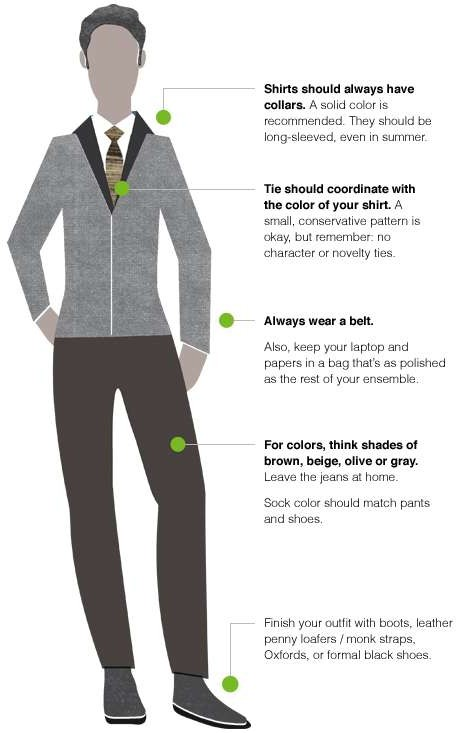 Shirts should always have
collars. A solid color is
recommended. They should be
long-sleeved, even in summer.
Tie should coordinate with
the color of your shirt. A
small, conservative pattern is
okay, but remember: no
character or novelty ties.
Always wear a belt.
Also, keep your laptop and
papers in a bag that's as polished
as the rest of your ensemble.
For colors, think shades of
brown, beige, olive or gray.
Leave the jeans at home.
Sock color should match pants
and shoes.
Finish your outfit with boots, leather
penny loafers / monk straps,
Oxfords, or formal black shoes.